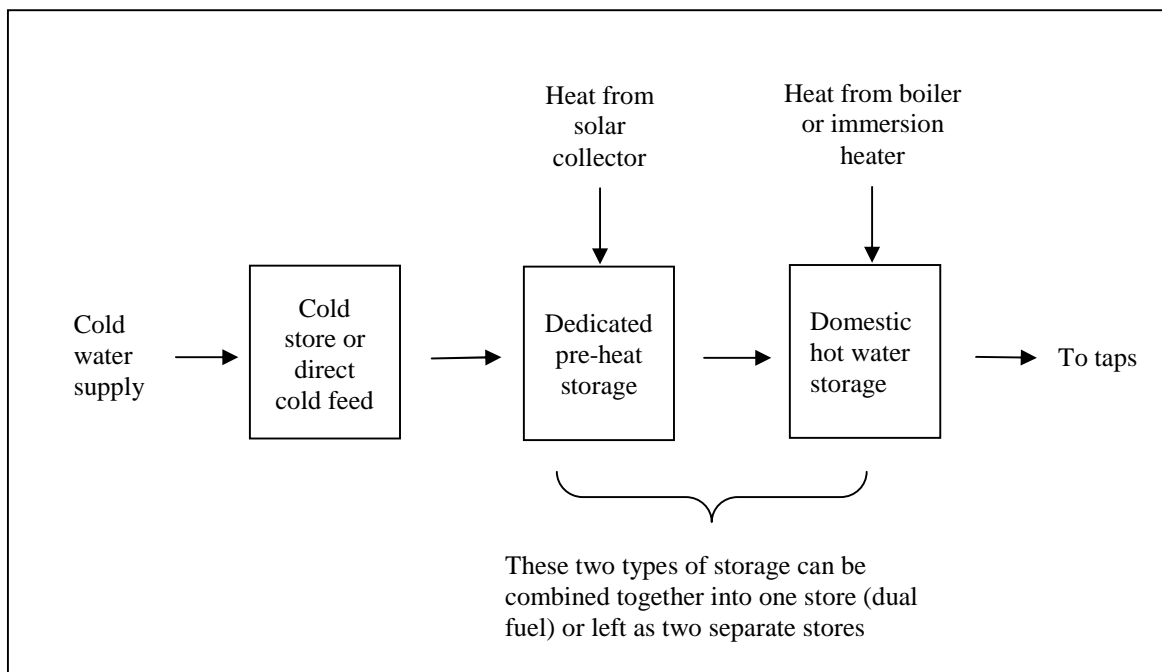 Heat from
solar
collector
Heat from boiler
or immersion
heater
Cold
water
supply
Cold
store or
direct
cold feed
Dedicated
pre-heat
storage
Domestic
hot water
storage
To taps
These two types of storage can be
combined together into one store (dual
fuel) or left as two separate stores